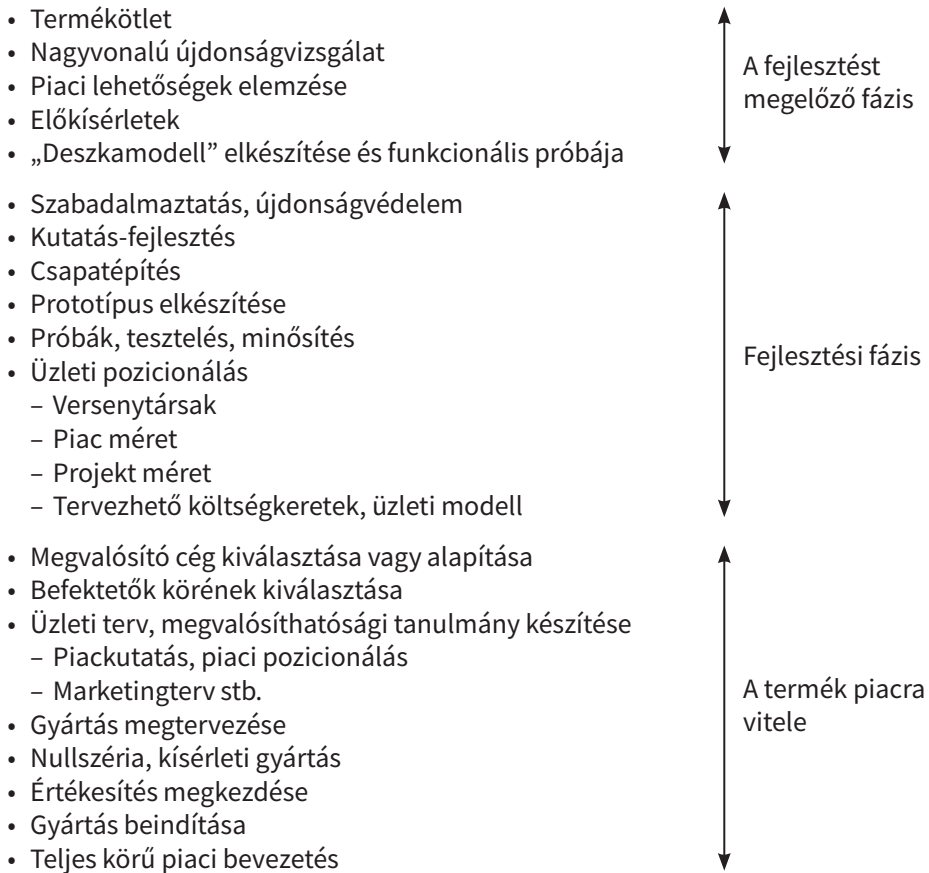 • Termékötlet
• Nagyvonalú újdonságvizsgálat
• Piaci lehetőségek elemzése
• Előkísérletek
• „Deszkamodell” elkészítése és funkcionális próbája
A fejlesztést
megelőző fázis
• Szabadalmaztatás, újdonságvédelem
• Kutatás-fejlesztés
• Csapatépítés
• Prototípus elkészítése
• Próbák, tesztelés, minősítés
• Üzleti pozicionálás
– Versenytársak
– Piac méret
– Projekt méret
– Tervezhető költségkeretek, üzleti modell
Fejlesztési fázis
• Megvalósító cég kiválasztása vagy alapítása
• Befektetők körének kiválasztása
• Üzleti terv, megvalósíthatósági tanulmány készítése
– Piackutatás, piaci pozicionálás
– Marketingterv stb.
• Gyártás megtervezése
• Nullszéria, kísérleti gyártás
• Értékesítés megkezdése
• Gyártás beindítása
• Teljes körű piaci bevezetés
A termék piacra
vitele